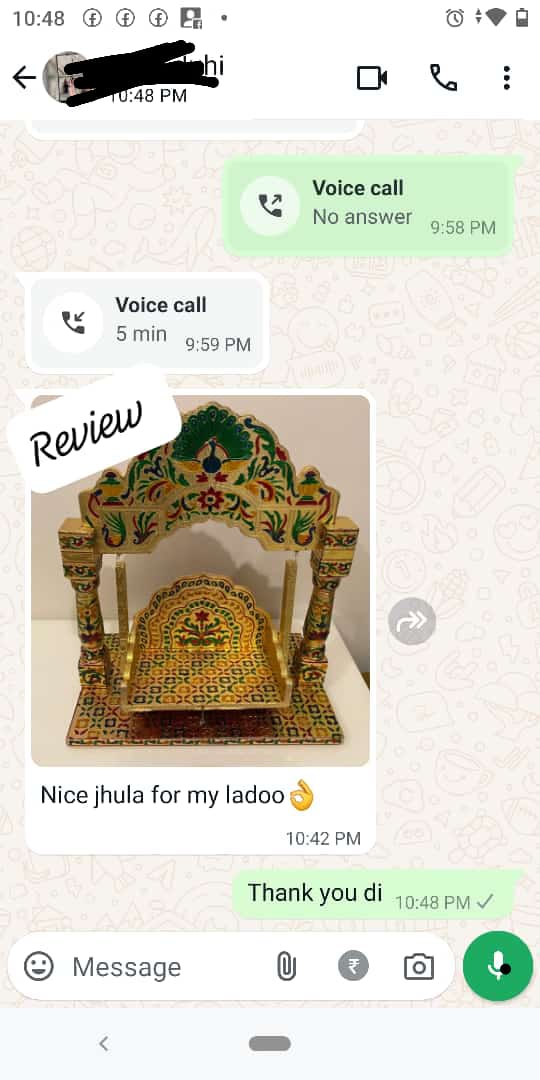 10:48
hi
10:48 PM
Voice call
No answer 9:58 PM
Voice call
5 min 9:59 PM
Review
Nice jhula for my ladoo👌
10:42 PM
Thank you di 10:48 PM
Message
₹